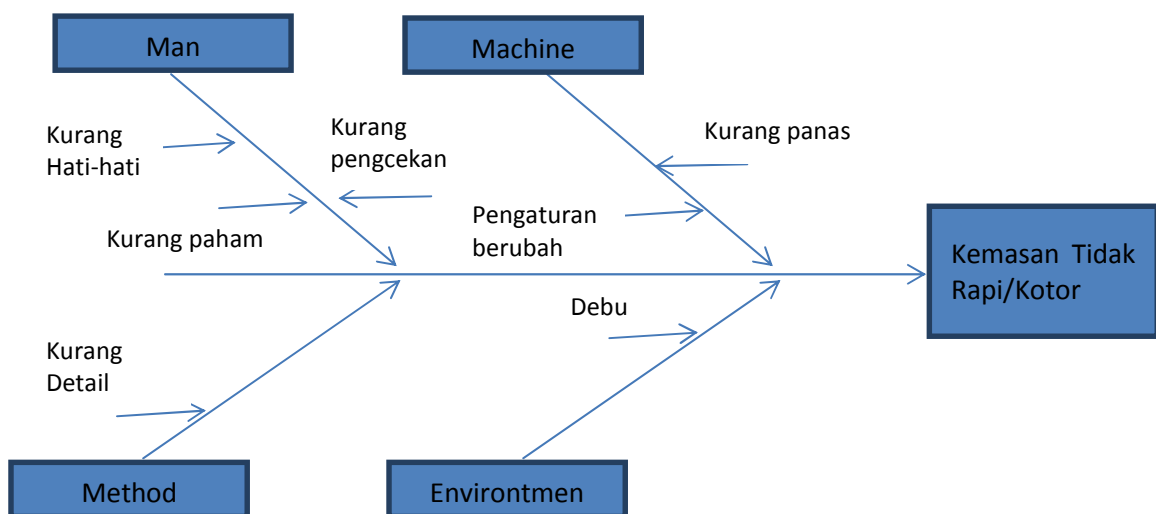 Man
Machine
Kurang
Hati-hati
Kurang
pengcekan
Kurang panas
Kurang paham
Pengaturan
berubah
Kemasan Tidak
Rapi/Kotor
Debu
Kurang
Detail
Method
Environtmen